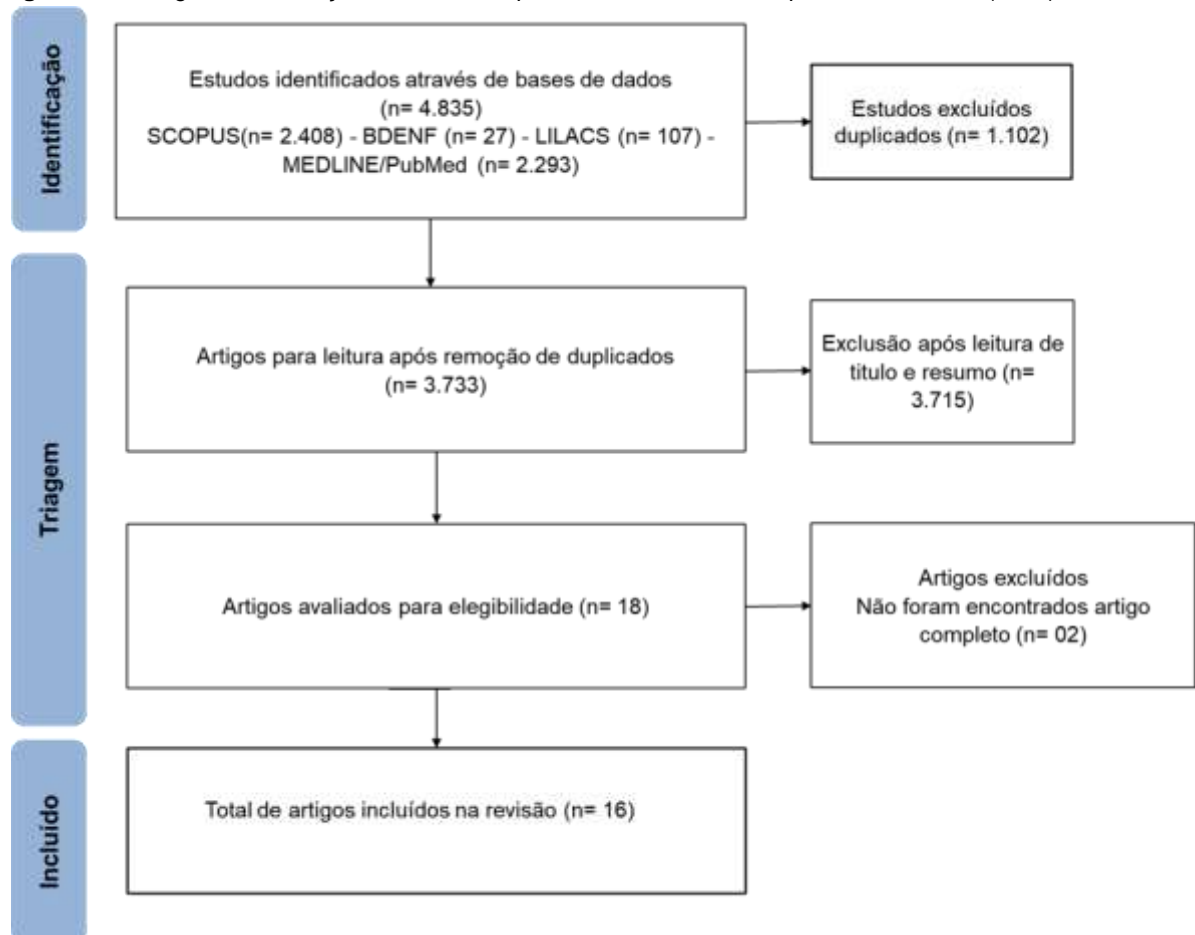 Identificação
Estudos identificados através de bases de dados
(n= 4.835)
SCOPUS(n= 2.408) - BDENF (n= 27) - LILACS (n= 107) -
MEDLINE/PubMed (n= 2.293)
Estudos excluídos
duplicados (n= 1.102)
Triagem
Artigos para leitura após remoção de duplicados
(n= 3.733)
Exclusão após leitura de
titulo e resumo (n=
3.715)
Artigos avaliados para elegibilidade (n= 18)
Artigos excluídos
Não foram encontrados artigo
completo (n= 02)
Incluído
Total de artigos incluídos na revisão (n= 16)